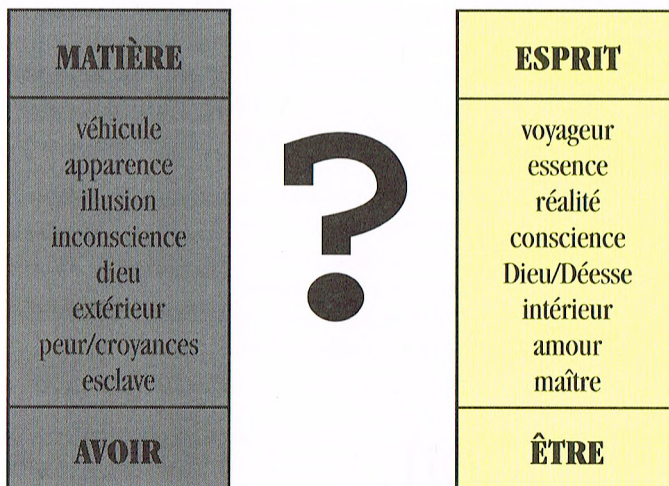 MATIÈRE
véhicule
apparence
illusion
inconscience
dieu
extérieur
peur/croyances
esclave
AVOIR
?
ESPRIT
voyageur
essence
réalité
conscience
Dieu/Déesse
intérieur
amour
maître
ÊTRE